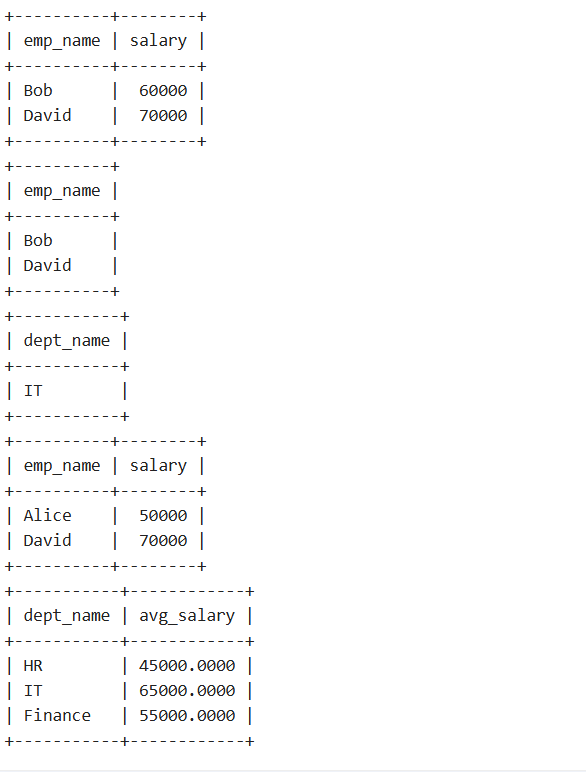 +----------+--------+
| emp_name | salary |
+----------+--------+
| Bob      |  60000 |
| David    |  70000 |
+----------+--------+
+----------+
| emp_name |
+----------+
| Bob      |
| David    |
+----------+
+-----------+
| dept_name |
+-----------+
| IT        |
+-----------+
+----------+--------+
| emp_name | salary |
+----------+--------+
| Alice    |  50000 |
| David    |  70000 |
+----------+--------+
+-----------+------------+
| dept_name | avg_salary |
+-----------+------------+
| HR        | 45000.0000 |
| IT        | 65000.0000 |
| Finance   | 55000.0000 |
+-----------+------------+